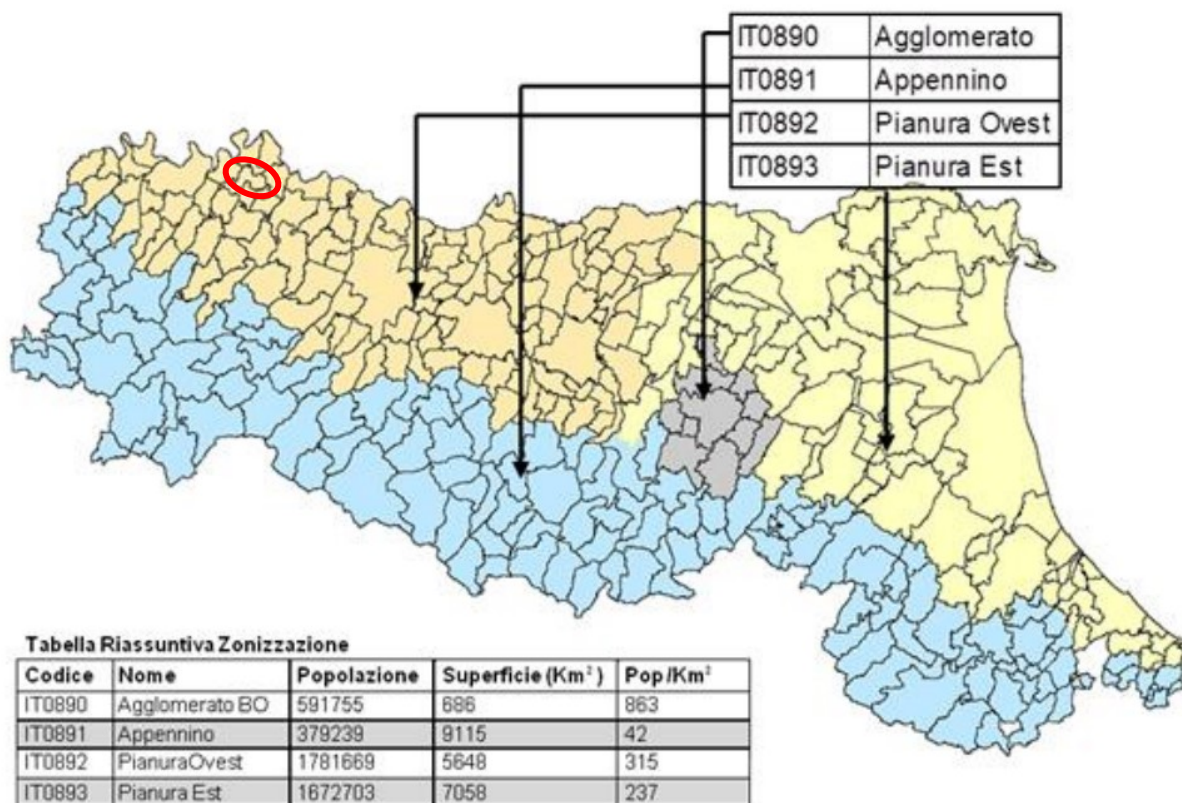 IT0890 Agglomerato
IT0891 Appennino
IT0892 Pianura Ovest
IT0893 Pianura Est
Tabella Riassuntiva Zonizzazione
Codice Nome Popolazione Superficie (Km²) Pop/Km²
IT0890 Agglomerato BO 591755 686 863
IT0891 Appennino 379239 9115 42
IT0892 PianuraOvest 1781669 5648 315
IT0893 Pianura Est 1672703 7058 237